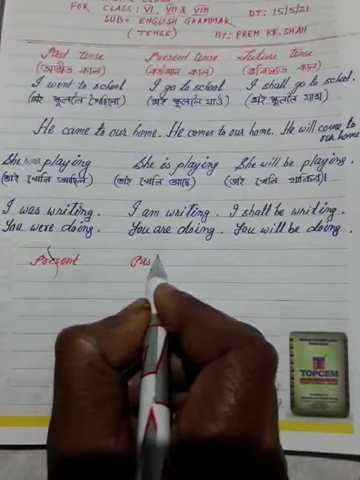 FOR CLASS: VI, VII & VIII DT: 15/5/21
SUB= ENGLISH GRAMMAR
(TENSE) BY: PREM KR. SHAH
Past tense Present tense Future tense
(অতীত কাল) (বৰ্তমান কাল) (ভৱিষ্যত কাল)
I went to school I go to school I shall go to school.
(মই স্কুললৈ গৈছিলো) (মই স্কুললৈ যাওঁ) (মই স্কুললৈ যাম)
He came to our home. He comes to our home. He will come to our home
She was playing She is playing She will be playing.
(তাই খেলি আছিল) (তাই খেলি আছে) (তাই খেলি থাকিব)
I was writing. I am writing. I shall be writing.
You were doing. You are doing. You will be doing.
Present Pas
TOPCEM